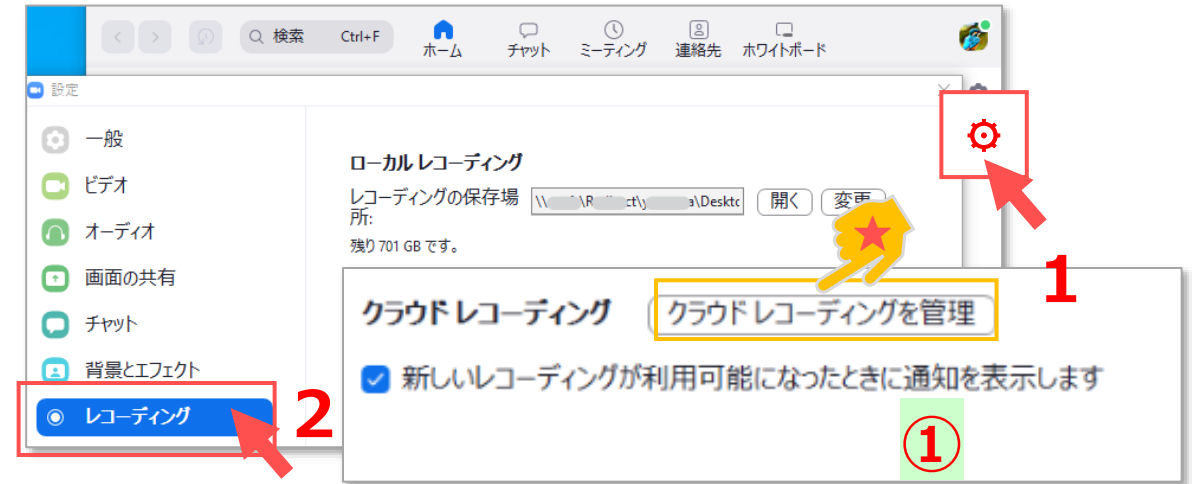 検索 Ctrl+F
ホーム チャット ミーティング 連絡先 ホワイトボード
設定
一般
ビデオ
オーディオ
画面の共有
チャット
背景とエフェクト
レコーディング
2
ローカル レコーディング
レコーディングの保存場
所:
開く 変更
残り 701 GB です。
1
クラウド レコーディング クラウド レコーディングを管理
新しいレコーディングが利用可能になったときに通知を表示します
①